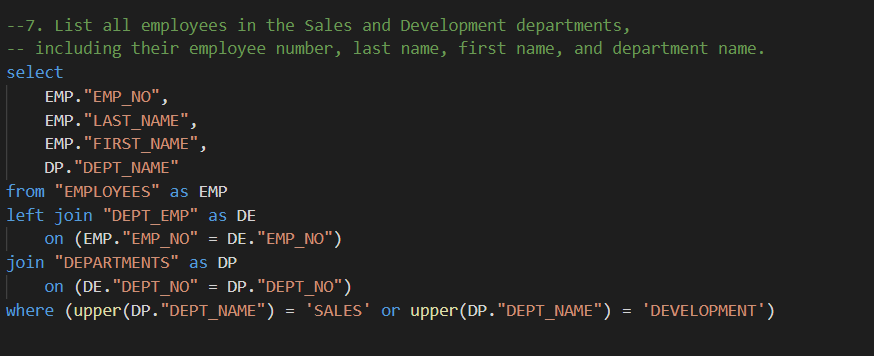 --7. List all employees in the Sales and Development departments,
-- including their employee number, last name, first name, and department name.
select
    EMP."EMP_NO",
    EMP."LAST_NAME",
    EMP."FIRST_NAME",
    DP."DEPT_NAME"
from "EMPLOYEES" as EMP
left join "DEPT_EMP" as DE
    on (EMP."EMP_NO" = DE."EMP_NO")
join "DEPARTMENTS" as DP
    on (DE."DEPT_NO" = DP."DEPT_NO")
where (upper(DP."DEPT_NAME") = 'SALES' or upper(DP."DEPT_NAME") = 'DEVELOPMENT')